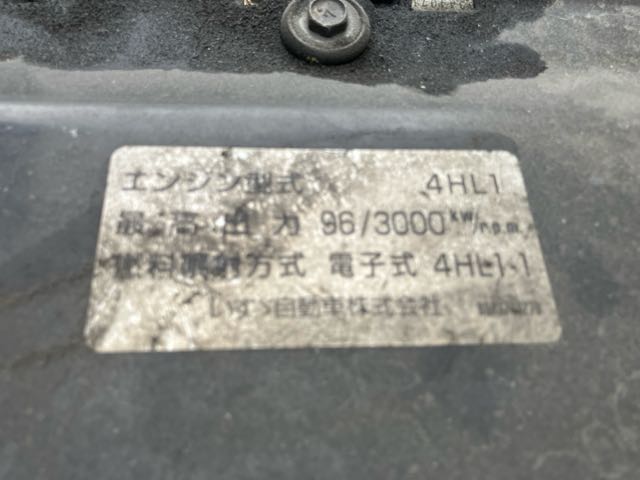 エンジン型式 4HL1
最高出力 96/3000 kW/r.p.m.
燃料噴射方式 電子式 4HL1-1
いすゞ自動車株式会社